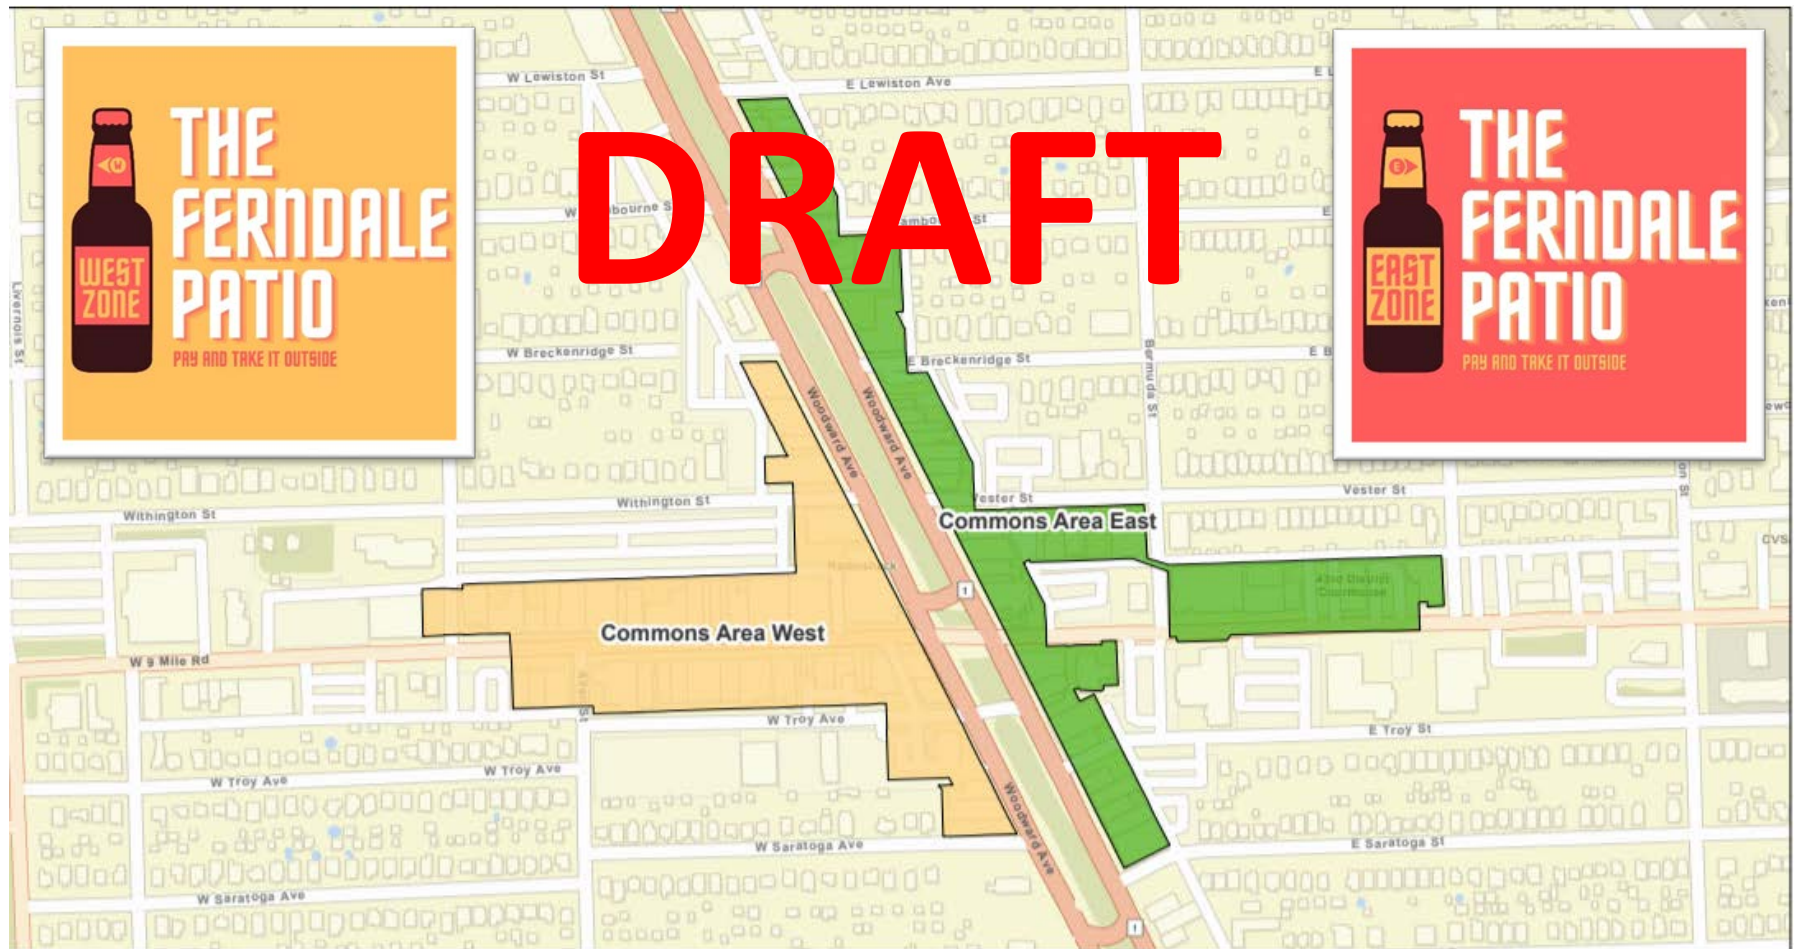 W Lewiston St
E Lewiston Ave
THE
FERNDALE
PATIO
PAY AND TAKE IT OUTSIDE
W
WEST
ZONE
DRAFT
THE
FERNDALE
PATIO
PAY AND TAKE IT OUTSIDE
E
EAST
ZONE
Livernois St
W Breckenridge St
E Breckenridge St
Bermuda St
Woodward Ave
Woodward Ave
Withington St
Withington St
Vester St
Vester St
Commons Area East
CVS
1
Commons Area West
W 9 Mile Rd
W Troy Ave
E Troy St
W Troy Ave
W Troy Ave
Woodward Ave
W Saratoga Ave
E Saratoga St
W Saratoga Ave
1